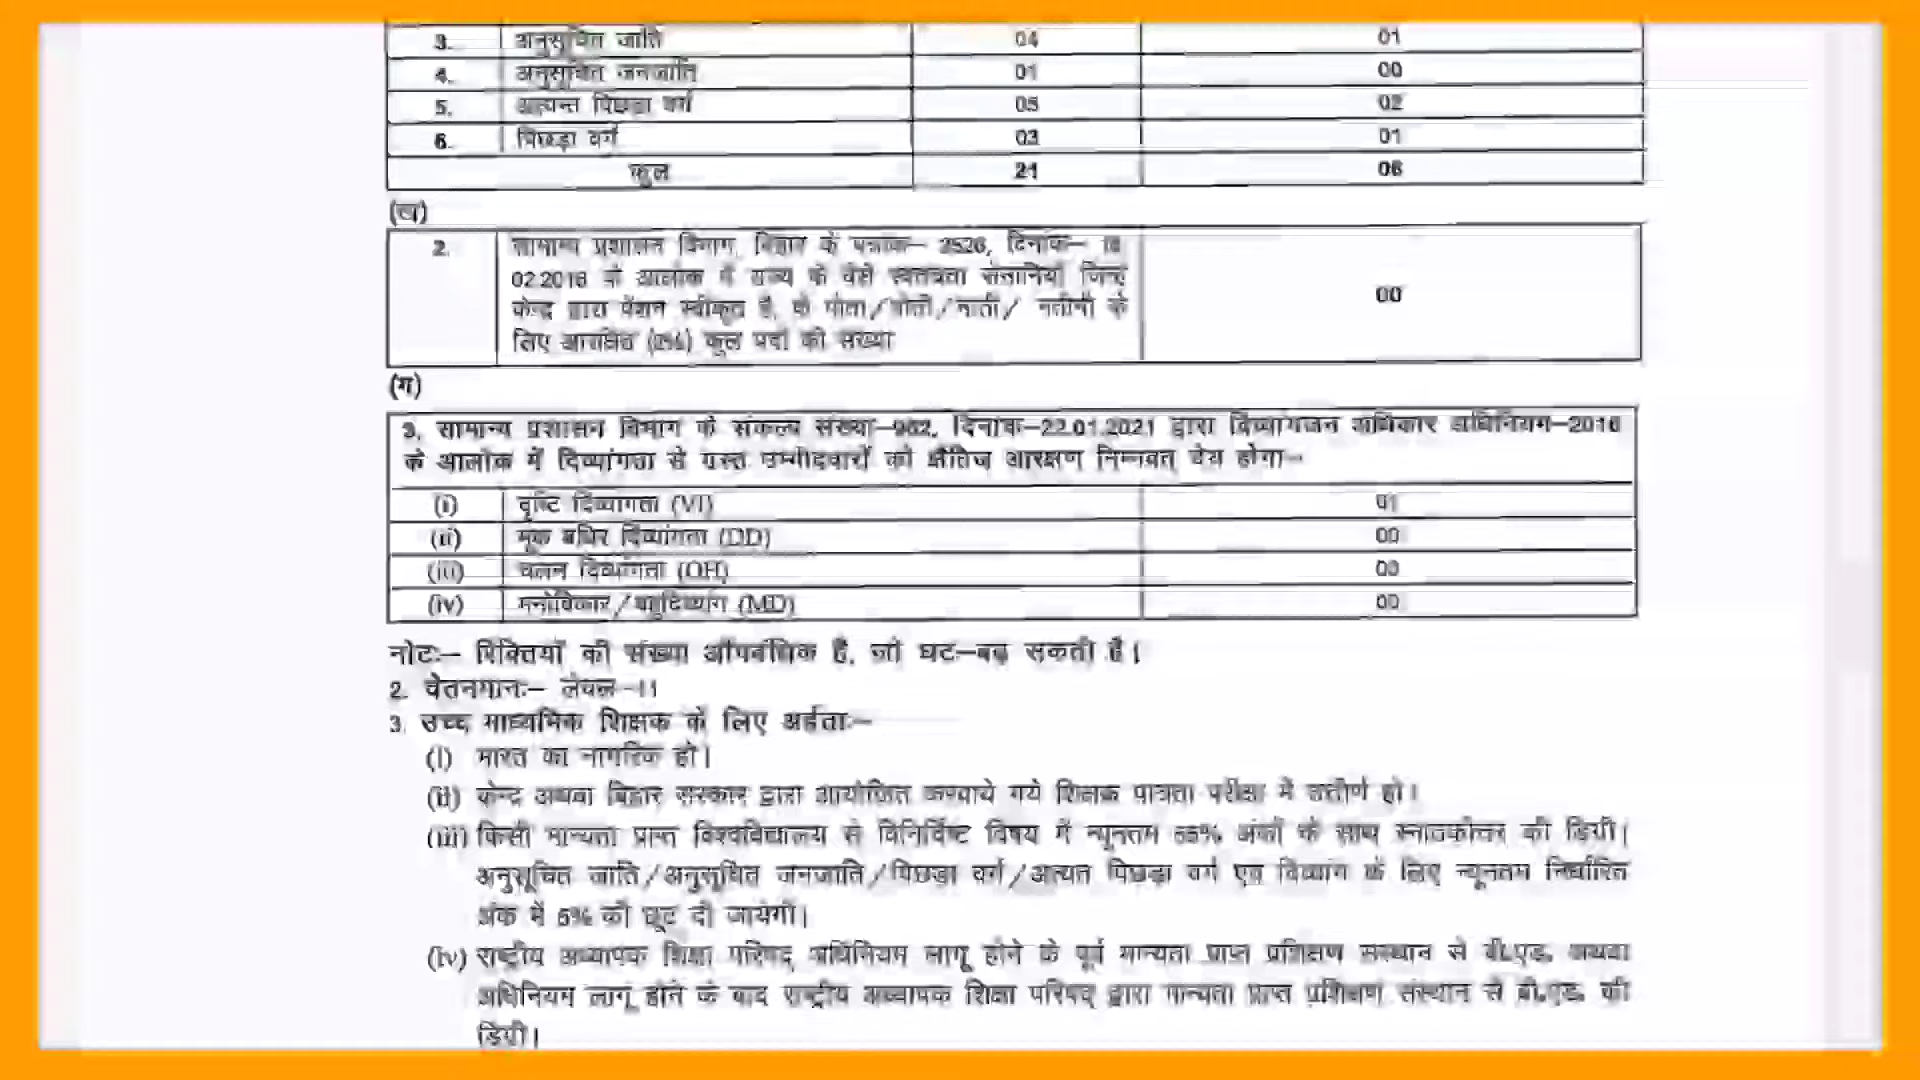 3. अनुसूचित जाति 04 01
4. अनुसूचित जनजाति 01 00
5. अत्यन्त पिछड़ा वर्ग 05 02
6. पिछड़ा वर्ग 03 01
कुल 21 06
(ख)
2. सामान्य प्रशासन विभाग, बिहार के पत्रांक– 2526, दिनांक– 18
02.2016 के आलोक में राज्य के वैसे स्वतंत्रता सेनानियों जिन्हें 00
केन्द्र द्वारा पेंशन स्वीकृत है, के पोता/पोती/नाती/ नतीनी के
लिए आरक्षित (2%) कुल पदों की संख्या
(ग)
3. सामान्य प्रशासन विभाग के संकल्प संख्या–962, दिनांक–22.01.2021 द्वारा दिव्यांगजन अधिकार अधिनियम–2016
के आलोक में दिव्यांगता से ग्रस्त उम्मीदवारों को क्षैतिज आरक्षण निम्नवत् देय होगा–
(i) दृष्टि दिव्यांगता (VI) 01
(ii) मूक बधिर दिव्यांगता (DD) 00
(iii) चलन दिव्यांगता (OH) 00
(iv) मनोविकार/बहुदिव्यांग (MD) 00
नोटः– रिक्तियों की संख्या औपबंधिक है, जो घट–बढ़ सकती है।
2. वेतनमानः– लेवल –11
3. उच्च माध्यमिक शिक्षक के लिए अर्हताः–
(i) भारत का नागरिक हो।
(ii) केन्द्र अथवा बिहार सरकार द्वारा आयोजित करवाये गये शिक्षक पात्रता परीक्षा में उत्तीर्ण हो।
(iii) किसी मान्यता प्राप्त विश्वविद्यालय से विनिर्दिष्ट विषय में न्यूनतम 55% अंकों के साथ स्नातकोत्तर की डिग्री।
अनुसूचित जाति/अनुसूचित जनजाति/पिछड़ा वर्ग/अत्यंत पिछड़ा वर्ग एवं दिव्यांग के लिए न्यूनतम निर्धारित
अंक में 5% की छूट दी जायेगी।
(iv) राष्ट्रीय अध्यापक शिक्षा परिषद् अधिनियम लागू होने के पूर्व मान्यता प्राप्त प्रशिक्षण संस्थान से बी.एड. अथवा
अधिनियम लागू होने के बाद राष्ट्रीय अध्यापक शिक्षा परिषद् द्वारा मान्यता प्राप्त प्रशिक्षण संस्थान से बी.एड. की
डिग्री।